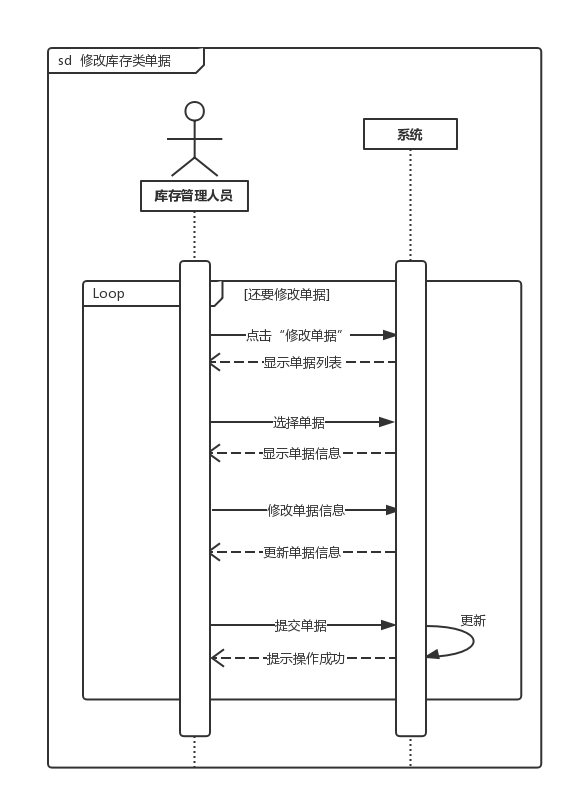 sd 修改库存类单据
系统
库存管理人员
Loop
[还要修改单据]
点击“修改单据”
显示单据列表
选择单据
显示单据信息
修改单据信息
更新单据信息
更新
提交单据
提示操作成功